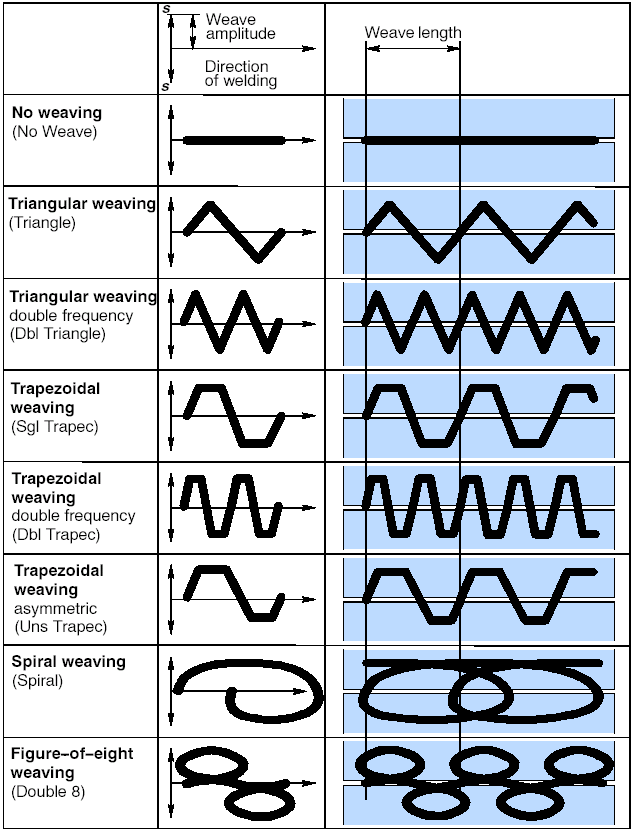 s
Weave
amplitude
Direction
of welding
s
Weave length
No weaving
(No Weave)
Triangular weaving
(Triangle)
Triangular weaving
double frequency
(Dbl Triangle)
Trapezoidal
weaving
(Sgl Trapec)
Trapezoidal
weaving
double frequency
(Dbl Trapec)
Trapezoidal
weaving
asymmetric
(Uns Trapec)
Spiral weaving
(Spiral)
Figure–of–eight
weaving
(Double 8)